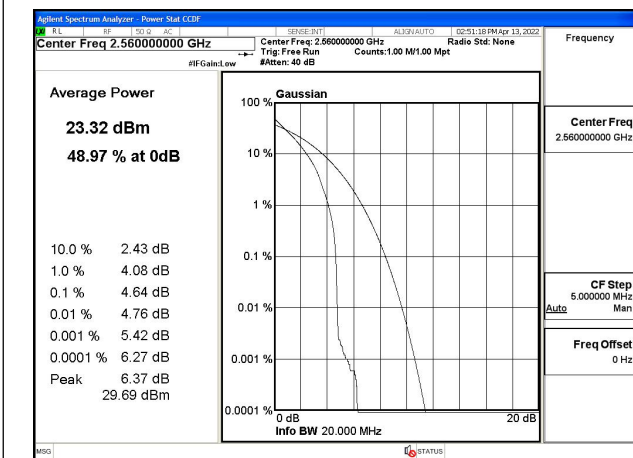 Agilent Spectrum Analyzer - Power Stat CCDF
LXI RL RF 50 Ω AC SENSE:INT ALIGN AUTO 02:51:18 PM Apr 13, 2022
Center Freq 2.560000000 GHz
Center Freq: 2.560000000 GHz Radio Std: None
Trig: Free Run Counts:1.00 M/1.00 Mpt
#IFGain:Low #Atten: 40 dB
Frequency
Average Power
23.32 dBm
48.97 % at 0dB
10.0 % 2.43 dB
1.0 % 4.08 dB
0.1 % 4.64 dB
0.01 % 4.76 dB
0.001 % 5.42 dB
0.0001 % 6.27 dB
Peak 6.37 dB
29.69 dBm
Gaussian
100 %
10 %
1 %
0.1 %
0.01 %
0.001 %
0.0001 %
0 dB 20 dB
Info BW 20.000 MHz
Center Freq
2.560000000 GHz
CF Step
5.000000 MHz
Auto Man
Freq Offset
0 Hz
MSG STATUS